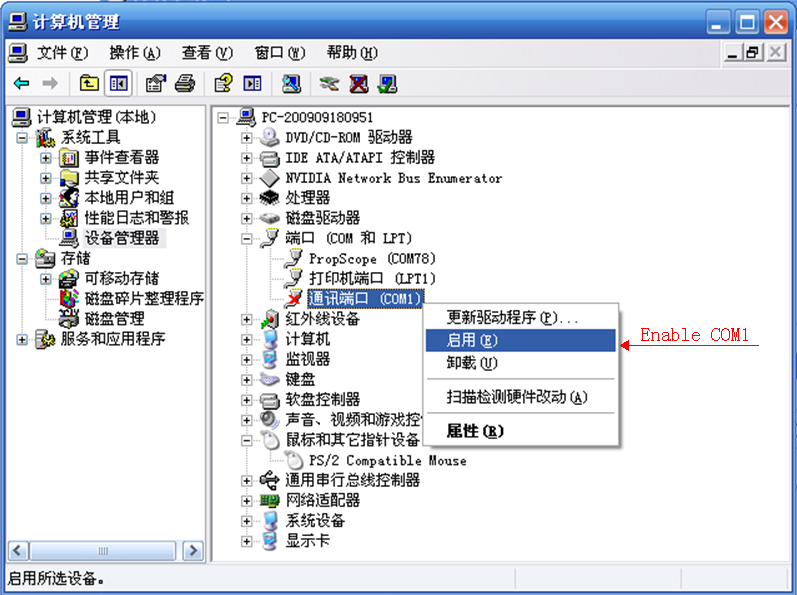 计算机管理
文件(F) 操作(A) 查看(V) 窗口(W) 帮助(H)
计算机管理(本地)
系统工具
事件查看器
共享文件夹
本地用户和组
性能日志和警报
设备管理器
存储
可移动存储
磁盘碎片整理程序
磁盘管理
服务和应用程序
PC-200909180951
DVD/CD-ROM 驱动器
IDE ATA/ATAPI 控制器
NVIDIA Network Bus Enumerator
处理器
磁盘驱动器
端口 (COM 和 LPT)
PropScope (COM78)
打印机端口 (LPT1)
通讯端口 (COM1)
红外线设备
计算机
监视器
键盘
软盘控制器
声音、视频和游戏控
鼠标和其它指针设备
PS/2 Compatible Mouse
通用串行总线控制器
网络适配器
系统设备
显示卡
更新驱动程序(P)...
启用(E)
卸载(U)
扫描检测硬件改动(A)
属性(R)
Enable COM1
启用所选设备。